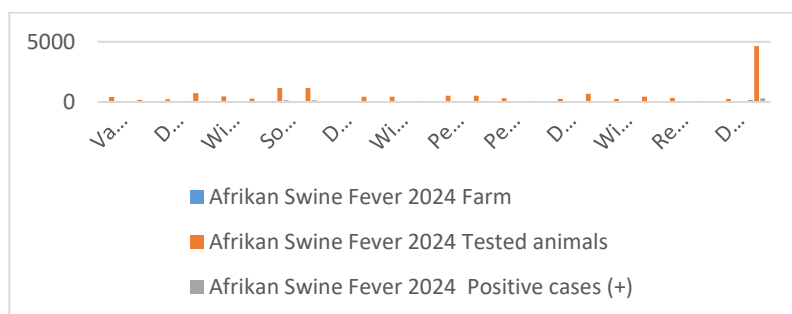 5000
0
Va... D... Wi... So... D... Wi... Pe... Pe... D... Wi... Re... D...
Afrikan Swine Fever 2024 Farm
Afrikan Swine Fever 2024 Tested animals
Afrikan Swine Fever 2024  Positive cases (+)